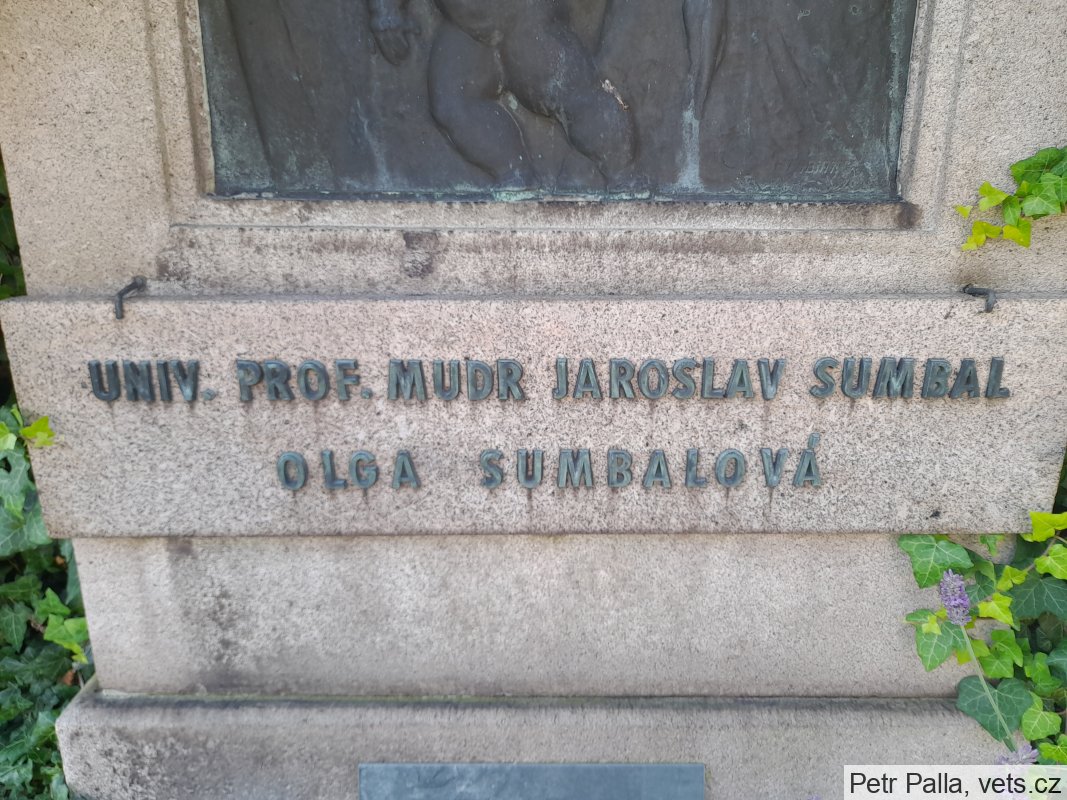 UNIV. PROF. MUDR JAROSLAV SUMBAL
OLGA SUMBALOVÁ
Petr Palla, vets.cz